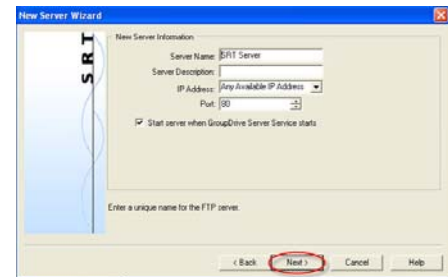 New Server Wizard
SRT
New Server Information
Server Name: SRT Server
Server Description:
IP Address: Any Available IP Address
Port: 80
Start server when GroupDrive Server Service starts
Enter a unique name for the FTP server.
< Back Next > Cancel Help